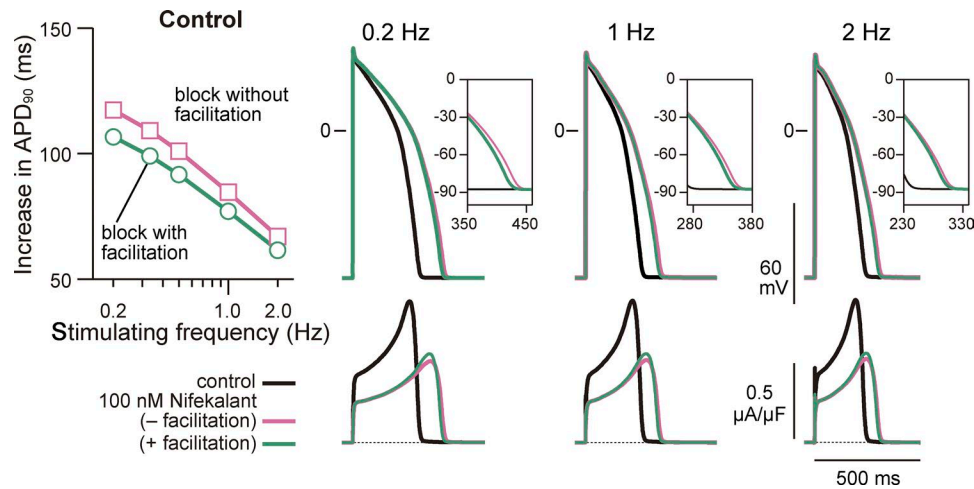 Control
Increase in APD90 (ms)
150
100
50
block without
facilitation
block with
facilitation
0.2
1.0
2.0
Stimulating frequency (Hz)
control
100 nM Nifekalant
(– facilitation)
(+ facilitation)
0.2 Hz
1 Hz
2 Hz
0
0
-30
-60
-90
350
450
0
0
-30
-60
-90
280
380
0
0
-30
-60
-90
230
330
60
mV
0.5
µA/µF
500 ms